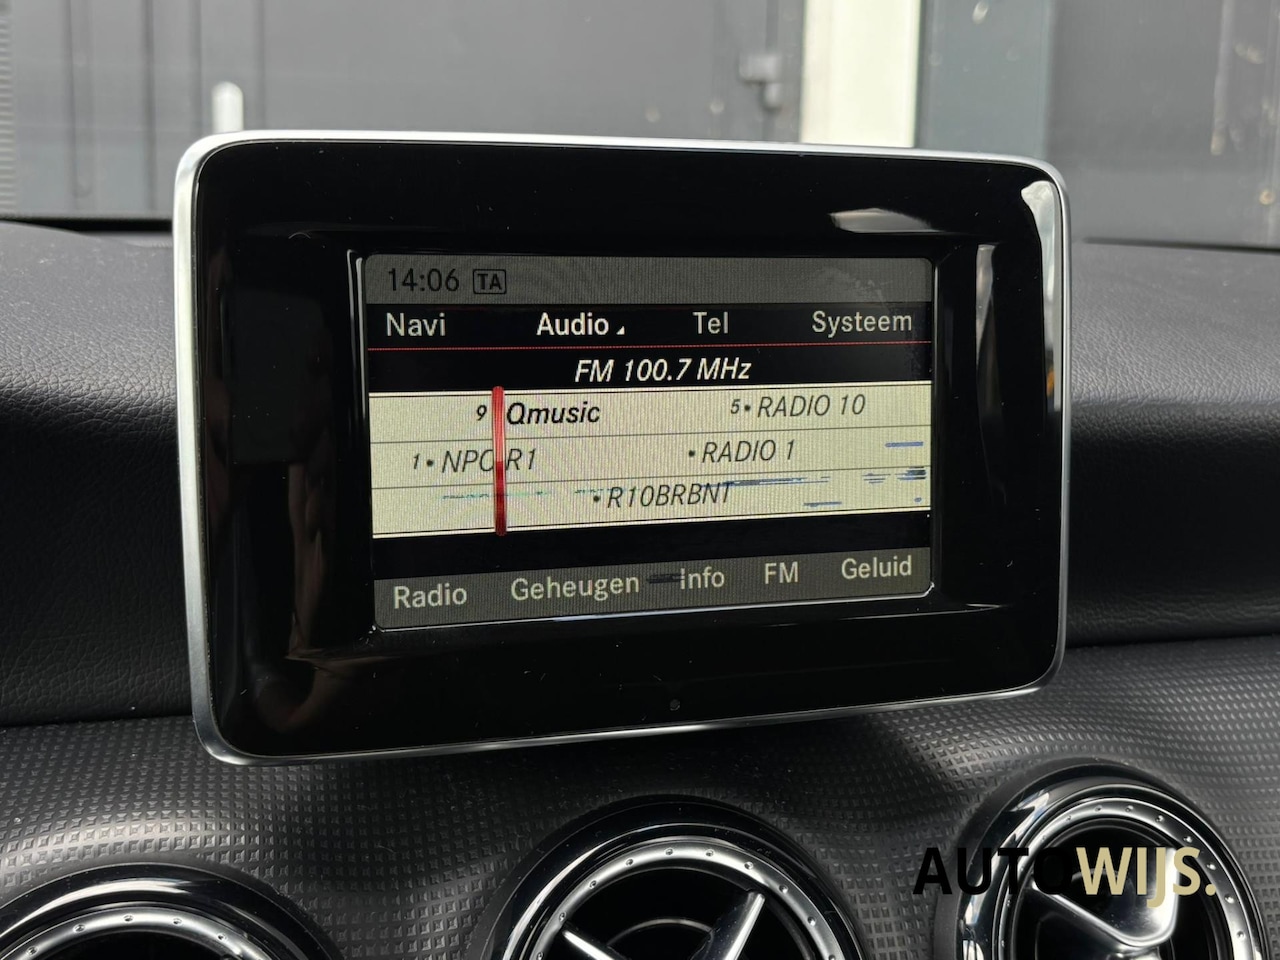 14:06 TA
Navi Audio Tel Systeem
FM 100.7 MHz
9 Qmusic 5• RADIO 10
1• NPO R1 •RADIO 1
•R10BRBNT
Radio Geheugen Info FM Geluid
AUTOWIJS.